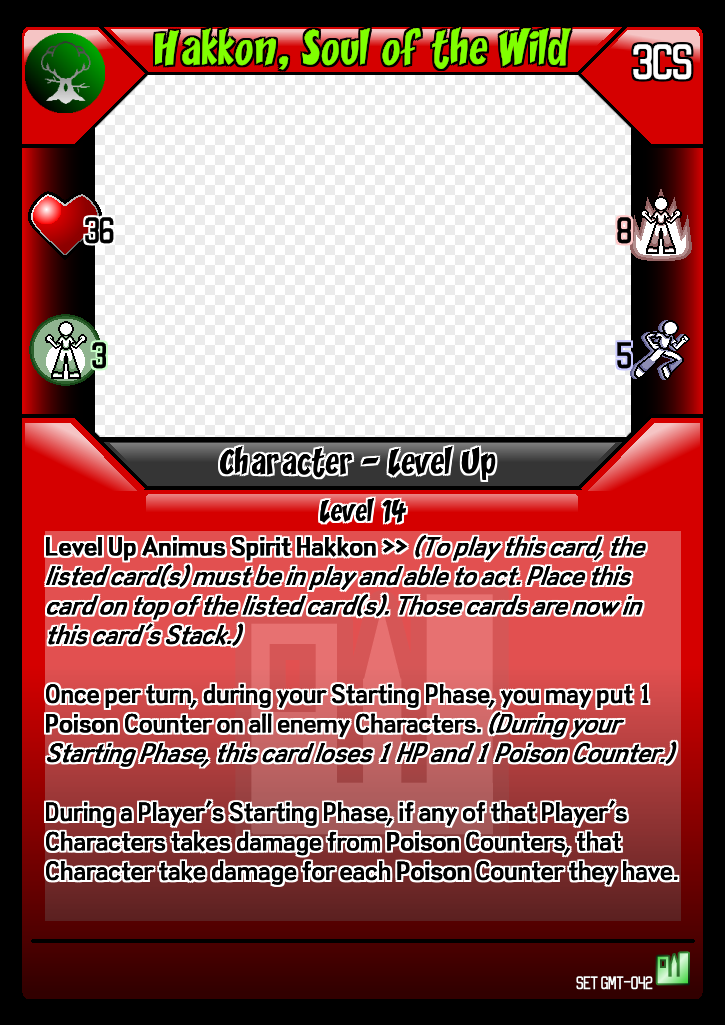 Hakkon, Soul of the Wild
3CS
36
8
3
5
Character - Level Up
Level 14
Level Up Animus Spirit Hakkon >> (To play this card, the
listed card(s) must be in play and able to act. Place this
card on top of the listed card(s). Those cards are now in
this card's Stack.)
Once per turn, during your Starting Phase, you may put 1
Poison Counter on all enemy Characters. (During your
Starting Phase, this card loses 1 HP and 1 Poison Counter.)
During a Player's Starting Phase, if any of that Player's
Characters takes damage from Poison Counters, that
Character take damage for each Poison Counter they have.
SET GMT-042